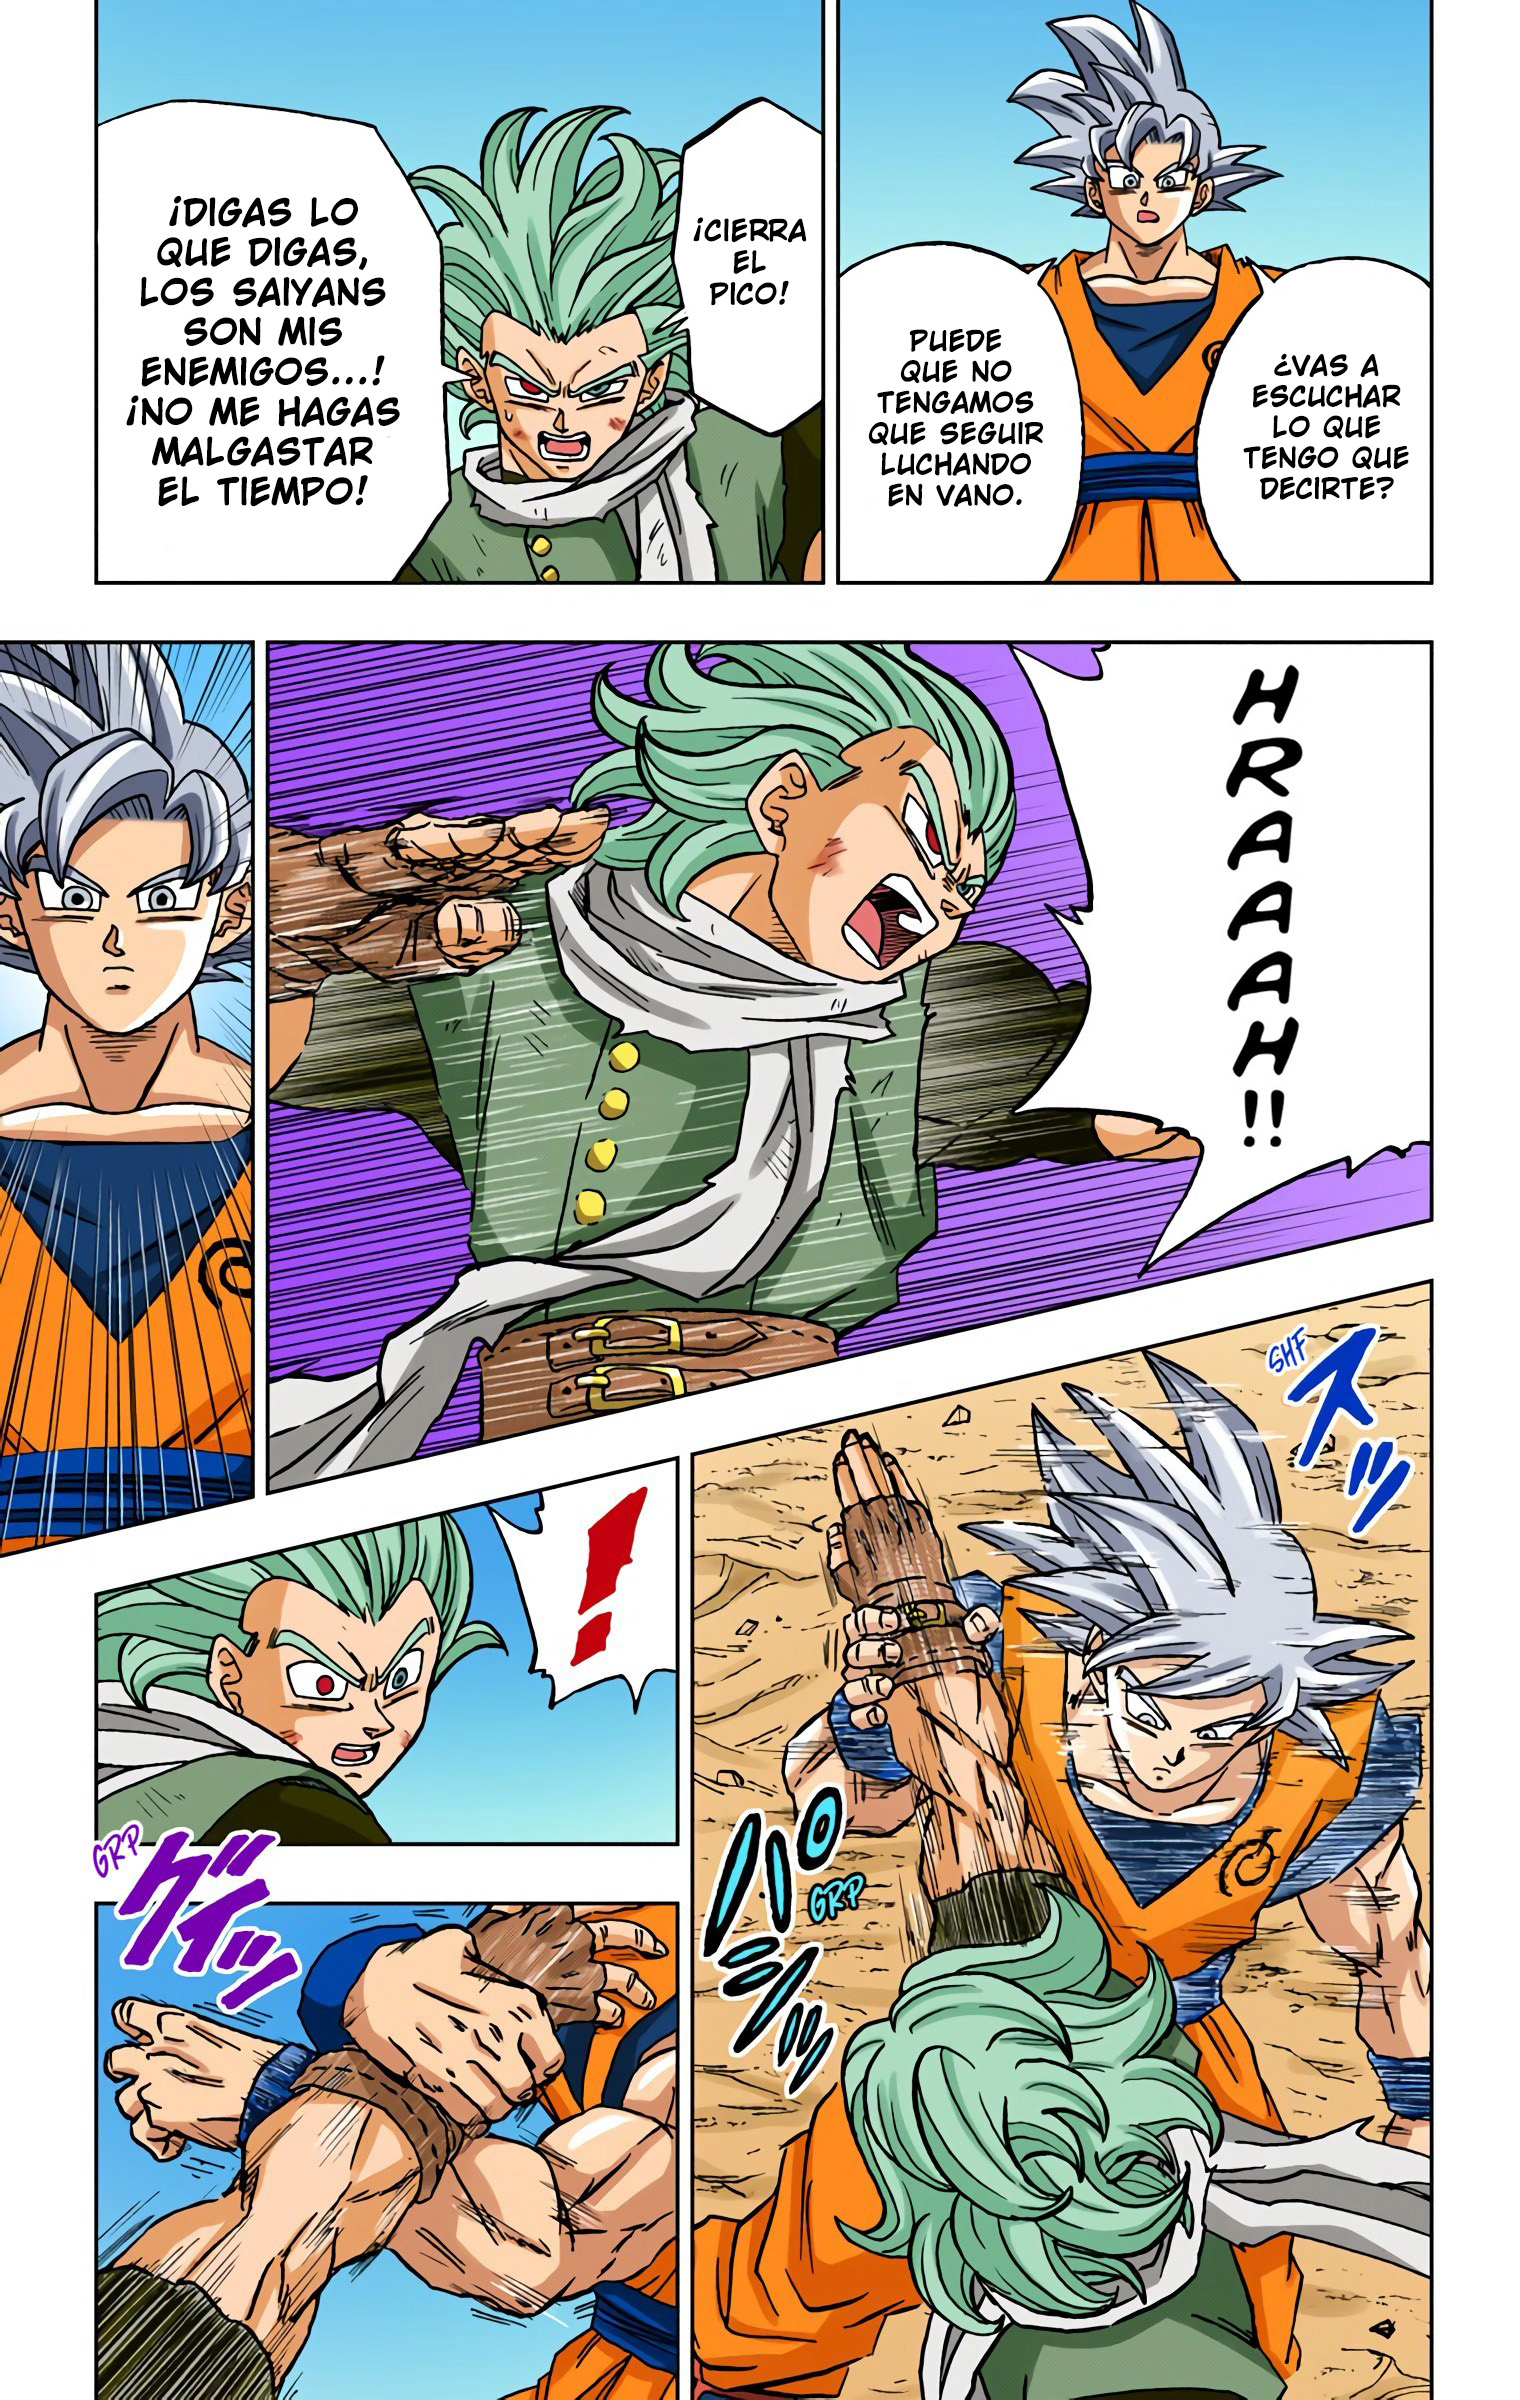 ¿VAS A
ESCUCHAR
LO QUE
TENGO QUE
DECIRTE?
PUEDE
QUE NO
TENGAMOS
QUE SEGUIR
LUCHANDO
EN VANO.
¡CIERRA
EL
PICO!
¡DIGAS LO
QUE DIGAS,
LOS SAIYANS
SON MIS
ENEMIGOS...!
¡NO ME HAGAS
MALGASTAR
EL TIEMPO!
HRAAAH!!
SHF
スッ
パシッ
GRP
!
GRP
グイッ